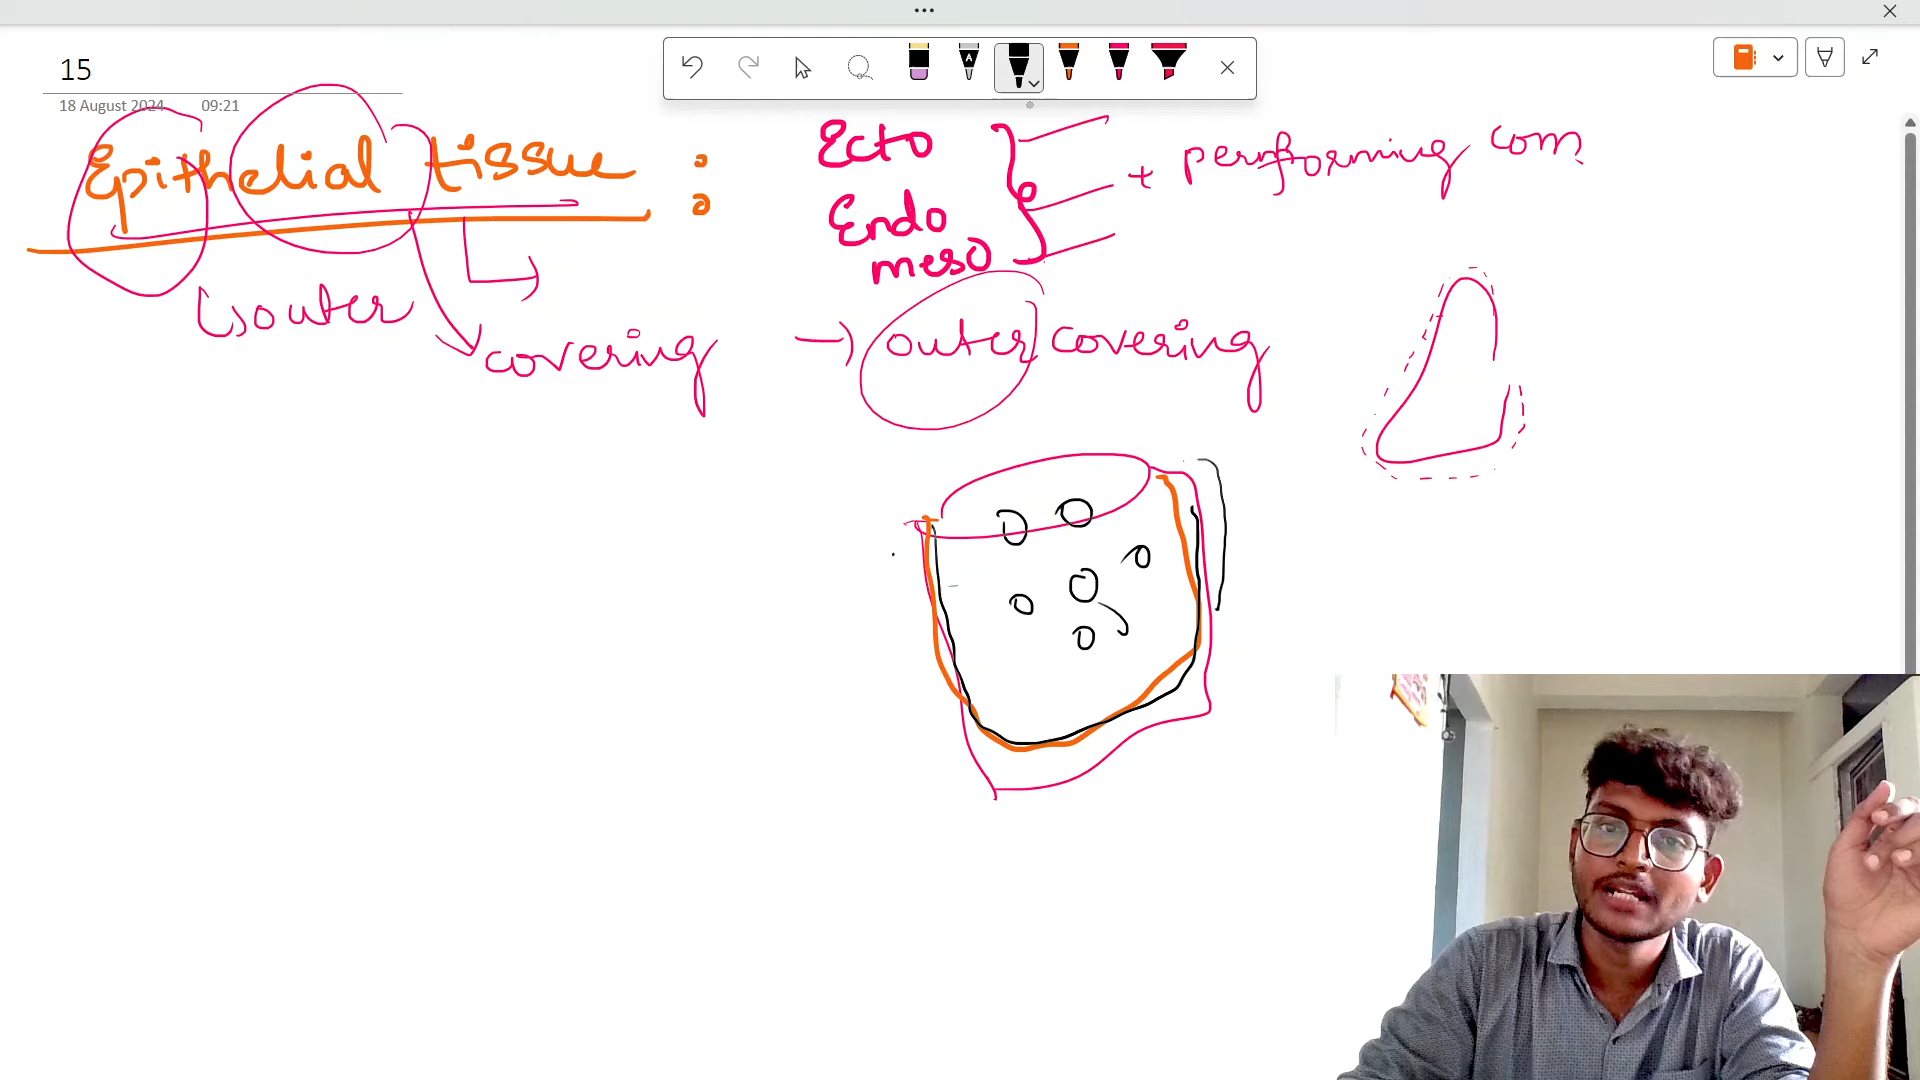 15
18 August 2024 09:21
Epithelial tissue :
Ecto
Endo
meso
+ performing com
outer
covering → outer covering